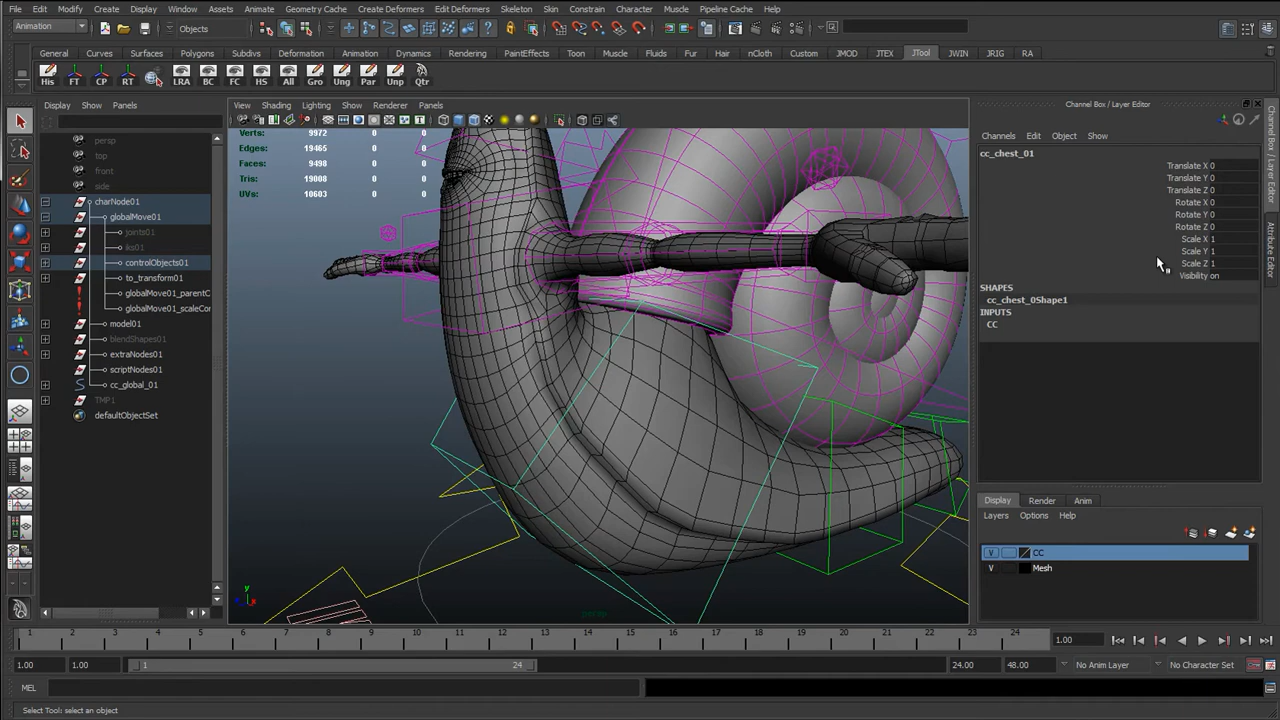 File Edit Modify Create Display Window Assets Animate Geometry Cache Create Deformers Edit Deformers Skeleton Skin Constrain Character Muscle Pipeline Cache Help
Animation Objects
General Curves Surfaces Polygons Subdivs Deformation Animation Dynamics Rendering PaintEffects Toon Muscle Fluids Fur Hair nCloth Custom JMOD JTEX JTool JWIN JRIG RA
His FT CP RT LRA BC FC HS All Gro Ung Par Unp Qtr
Display Show Panels
View Shading Lighting Show Renderer Panels
Channel Box / Layer Editor
Channels Edit Object Show
persp
top
front
side
charNode01
globalMove01
joints01
iks01
controlObjects01
to_transform01
globalMove01_parentC
globalMove01_scaleCon
model01
blendShapes01
extraNodes01
scriptNodes01
cc_global_01
TMP1
defaultObjectSet
Verts: 9972 0 0
Edges: 19465 0 0
Faces: 9498 0 0
Tris: 19008 0 0
UVs: 10603 0 0
y
persp
cc_chest_01
Translate X 0
Translate Y 0
Translate Z 0
Rotate X 0
Rotate Y 0
Rotate Z 0
Scale X 1
Scale Y 1
Scale Z 1
Visibility on
SHAPES
cc_chest_0Shape1
INPUTS
CC
Channel Box / Layer Editor
Attribute Editor
Display Render Anim
Layers Options Help
V CC
V Mesh
1 2 3 4 5 6 7 8 9 10 11 12 13 14 15 16 17 18 19 20 21 22 23 24 1.00
1.00 1.00 1 24 24.00 48.00 No Anim Layer No Character Set
MEL
Select Tool: select an object